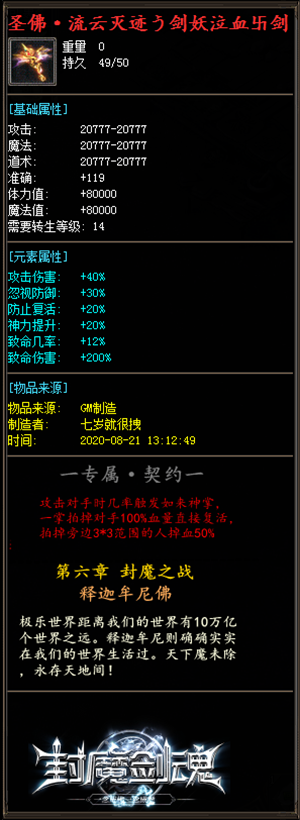 圣佛·流云灭迹う剑妖泣血卐剑
重量 0
持久 49/50
[基础属性]
攻击: 20777-20777
魔法: 20777-20777
道术: 20777-20777
准确: +119
体力值: +80000
魔法值: +80000
需要转生等级: 14
[元素属性]
攻击伤害: +40%
忽视防御: +30%
防止复活: +20%
神力提升: +20%
致命几率: +12%
致命伤害: +200%
[物品来源]
物品来源: GM制造
制造者: 七岁就很拽
时间: 2020-08-21 13:12:49
一专属·契约一
攻击对手时几率触发如来神掌,
一掌拍掉对手100%血量直接复活,
拍掉旁边3*3范围的人掉血50%
第六章 封魔之战
释迦牟尼佛
极乐世界距离我们的世界有10万亿
个世界之远。释迦牟尼则确确实实
在我们的世界生活过。天下魔未除
，永存天地间！
封魔剑魂